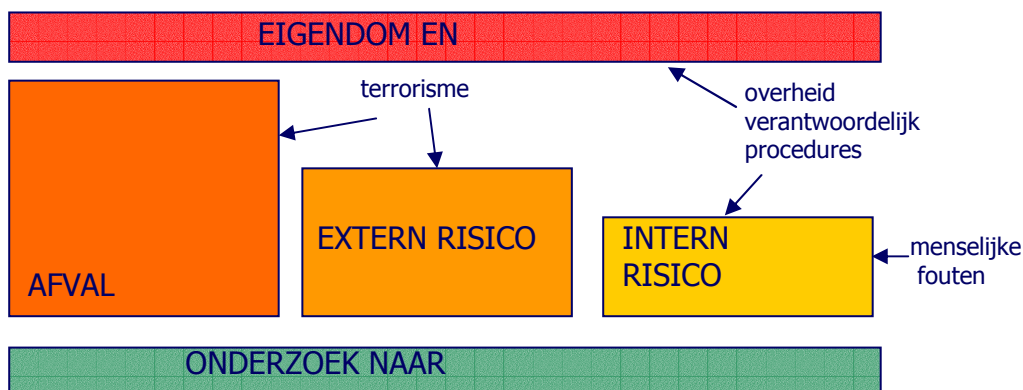 EIGENDOM EN
terrorisme
overheid
verantwoordelijk
procedures
EXTERN RISICO
INTERN
RISICO
AFVAL
menselijke
fouten
ONDERZOEK NAAR